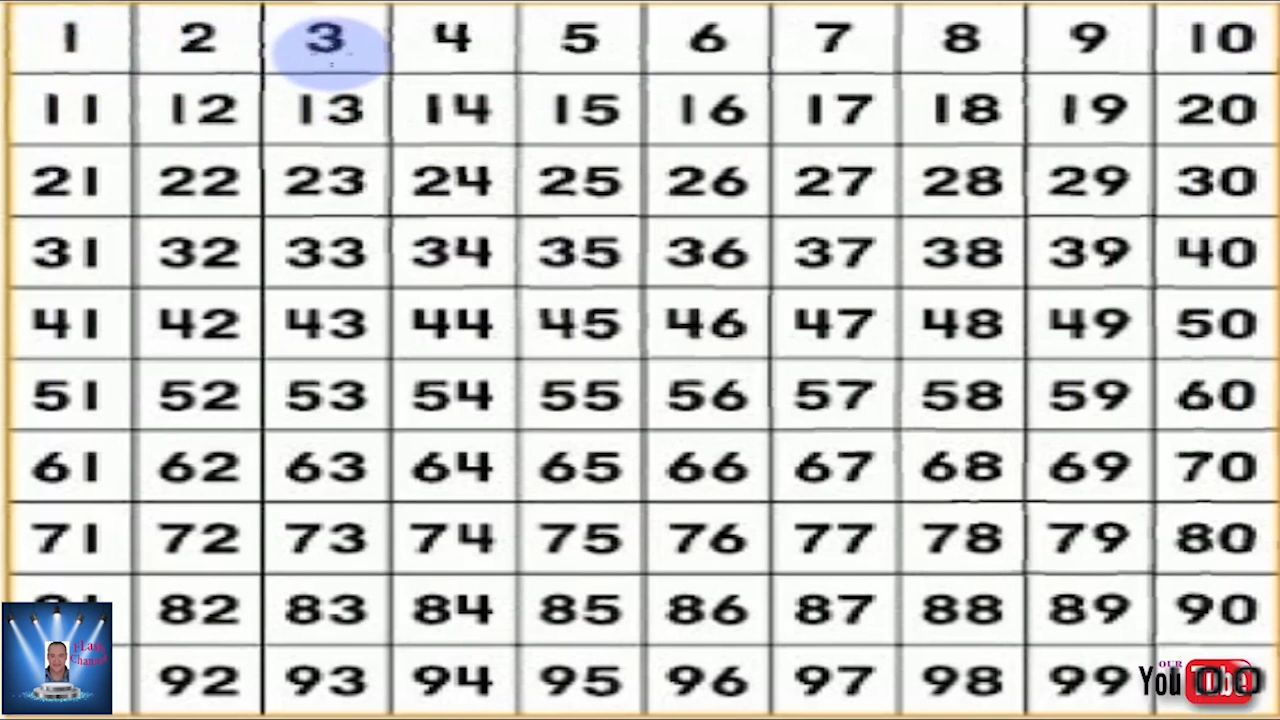 1 2 3 4 5 6 7 8 9 10
11 12 13 14 15 16 17 18 19 20
21 22 23 24 25 26 27 28 29 30
31 32 33 34 35 36 37 38 39 40
41 42 43 44 45 46 47 48 49 50
51 52 53 54 55 56 57 58 59 60
61 62 63 64 65 66 67 68 69 70
71 72 73 74 75 76 77 78 79 80
82 83 84 85 86 87 88 89 90
92 93 94 95 96 97 98 99
Channel
OUR
YouTube